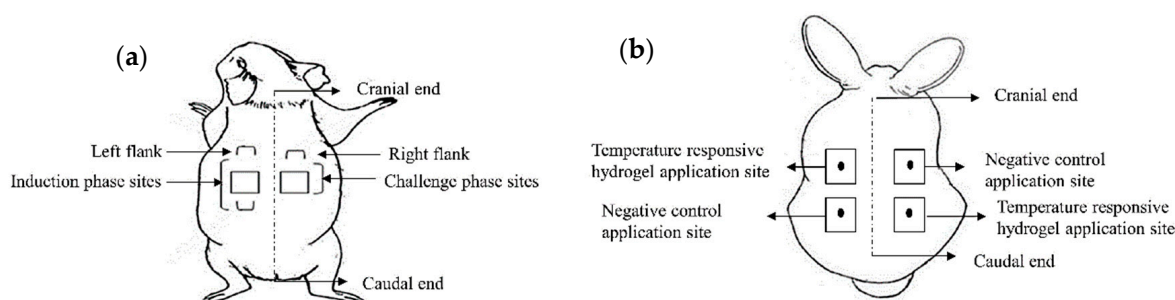 (a)
Cranial end
Left flank
Right flank
Induction phase sites
Challenge phase sites
Caudal end
(b)
Cranial end
Temperature responsive
hydrogel application site
Negative control
application site
Negative control
application site
Temperature responsive
hydrogel application site
Caudal end